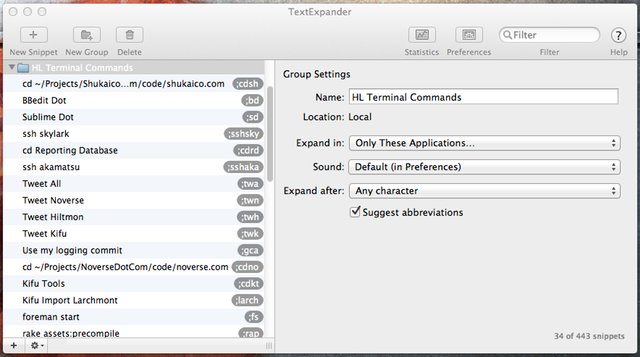 TextExpander
New Snippet New Group Delete Statistics Preferences Filter Filter Help
HL Terminal Commands
cd ~/Projects/Shukaico...m/code/shukaico.com ;cdsh
BBedit Dot ;bd
Sublime Dot ;sd
ssh skylark ;sshsky
cd Reporting Database ;cdrd
ssh akamatsu ;sshaka
Tweet All ;twa
Tweet Noverse ;twn
Tweet Hiltmon ;twh
Tweet Kifu ;twk
Use my logging commit ;gca
cd ~/Projects/NoverseDotCom/code/noverse.com ;cdno
Kifu Tools ;cdkt
Kifu Import Larchmont ;larch
foreman start ;fs
rake assets:precompile ;rap
Group Settings
Name: HL Terminal Commands
Location: Local
Expand in: Only These Applications...
Sound: Default (in Preferences)
Expand after: Any character
Suggest abbreviations
34 of 443 snippets